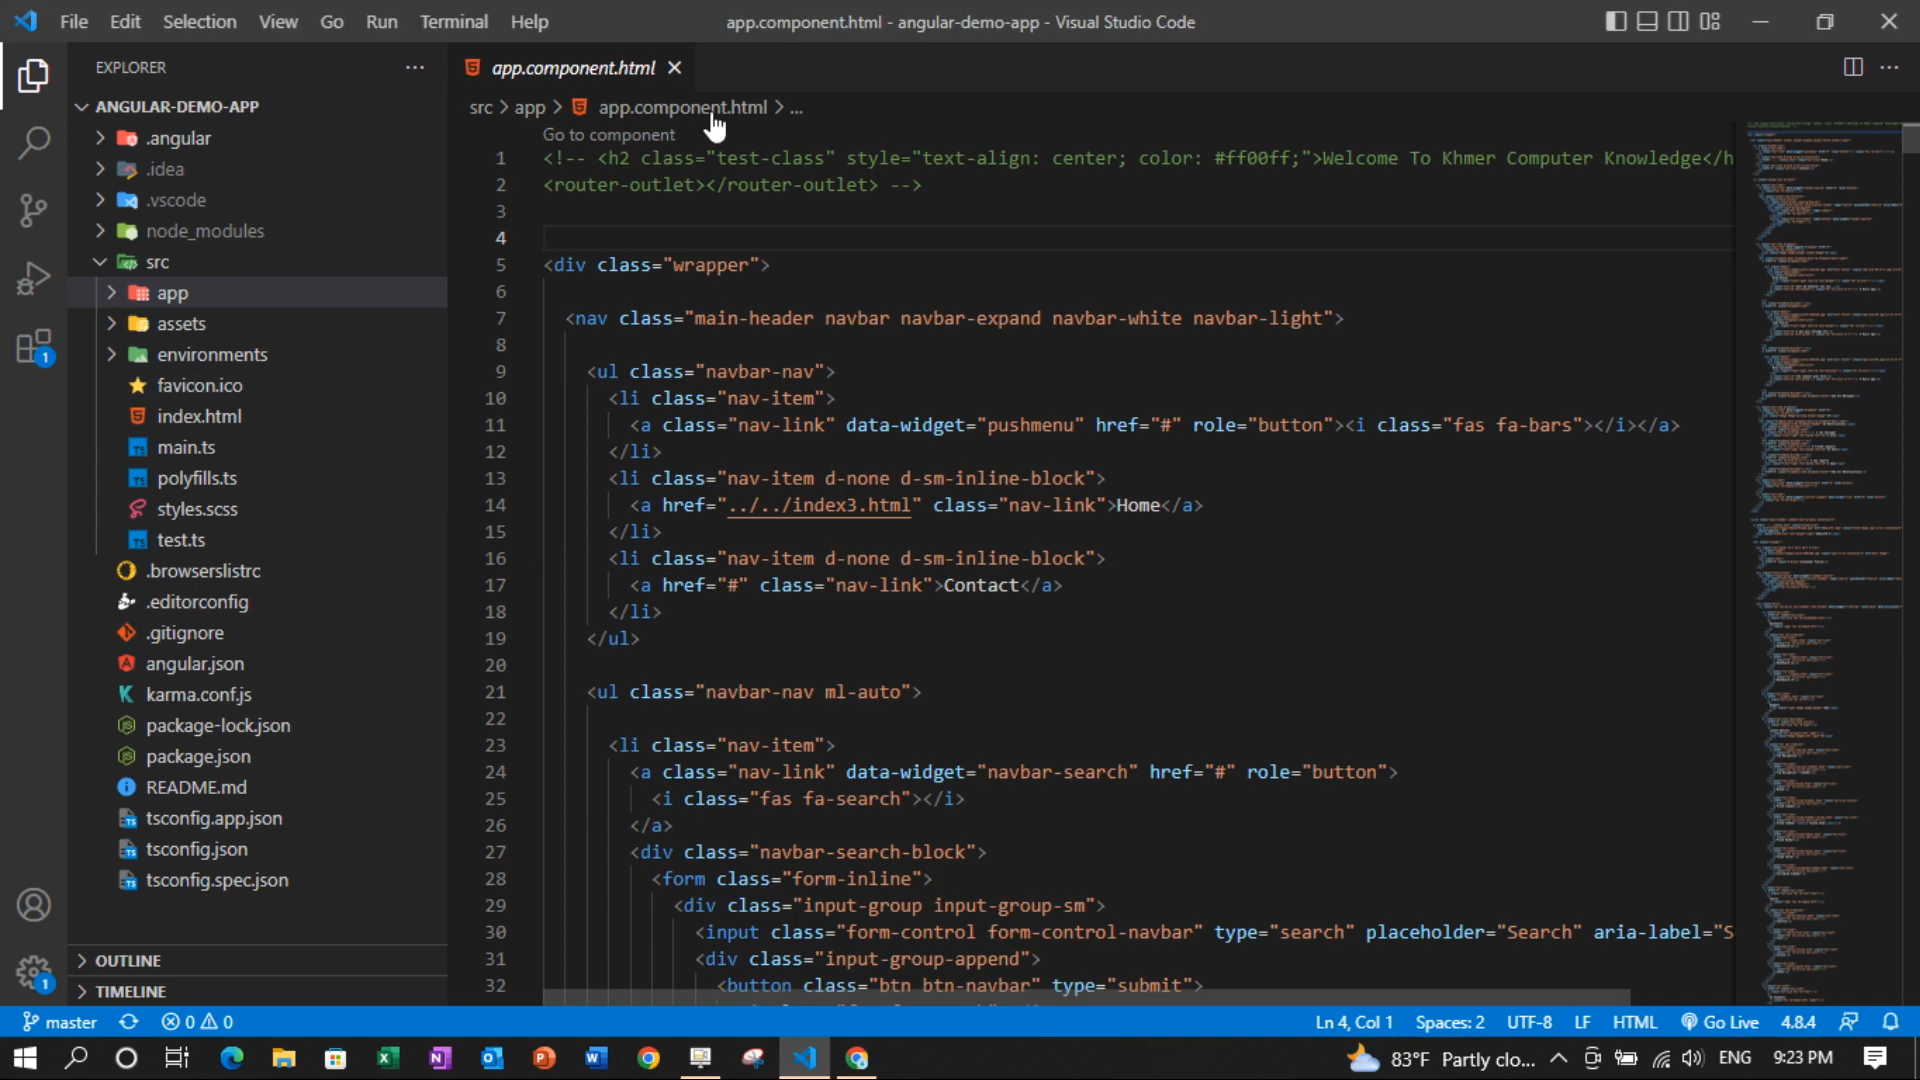 File Edit Selection View Go Run Terminal Help
app.component.html - angular-demo-app - Visual Studio Code
EXPLORER
ANGULAR-DEMO-APP
.angular
.idea
.vscode
node_modules
src
app
assets
environments
favicon.ico
index.html
main.ts
polyfills.ts
styles.scss
test.ts
.browserslistrc
.editorconfig
.gitignore
angular.json
karma.conf.js
package-lock.json
package.json
README.md
tsconfig.app.json
tsconfig.json
tsconfig.spec.json
OUTLINE
TIMELINE
app.component.html
src > app > app.component.html > ...
Go to component
1 <!-- <h2 class="test-class" style="text-align: center; color: #ff00ff;">Welcome To Khmer Computer Knowledge</h
2 <router-outlet></router-outlet> -->
3
4
5 <div class="wrapper">
6
7 <nav class="main-header navbar navbar-expand navbar-white navbar-light">
8
9 <ul class="navbar-nav">
10 <li class="nav-item">
11 <a class="nav-link" data-widget="pushmenu" href="#" role="button"><i class="fas fa-bars"></i></a>
12 </li>
13 <li class="nav-item d-none d-sm-inline-block">
14 <a href="../../index3.html" class="nav-link">Home</a>
15 </li>
16 <li class="nav-item d-none d-sm-inline-block">
17 <a href="#" class="nav-link">Contact</a>
18 </li>
19 </ul>
20
21 <ul class="navbar-nav ml-auto">
22
23 <li class="nav-item">
24 <a class="nav-link" data-widget="navbar-search" href="#" role="button">
25 <i class="fas fa-search"></i>
26 </a>
27 <div class="navbar-search-block">
28 <form class="form-inline">
29 <div class="input-group input-group-sm">
30 <input class="form-control form-control-navbar" type="search" placeholder="Search" aria-label="S
31 <div class="input-group-append">
32 <button class="btn btn-navbar" type="submit">
master 0 0
Ln 4, Col 1 Spaces: 2 UTF-8 LF HTML Go Live 4.8.4
83°F Partly clo... ENG 9:23 PM